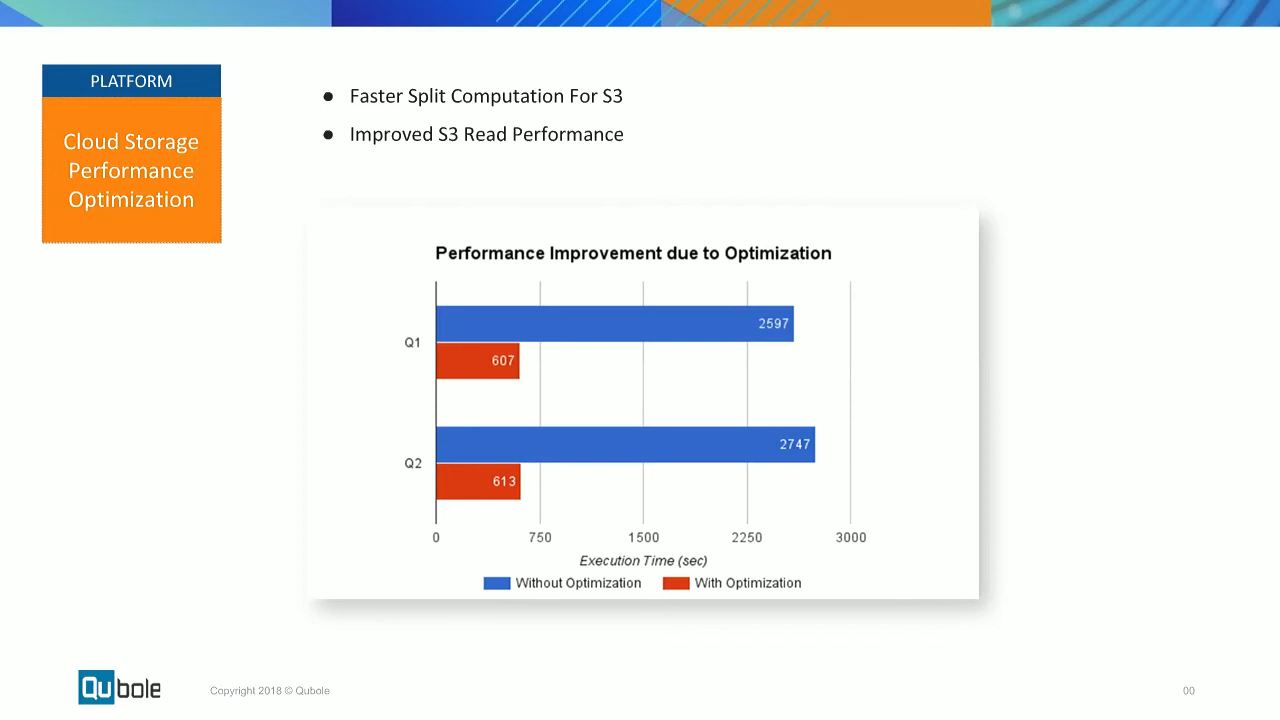 PLATFORM
Cloud Storage
Performance
Optimization
● Faster Split Computation For S3
● Improved S3 Read Performance
Performance Improvement due to Optimization
Q1
2597
607
Q2
2747
613
0 750 1500 2250 3000
Execution Time (sec)
Without Optimization With Optimization
Qubole
Copyright 2018 © Qubole
00